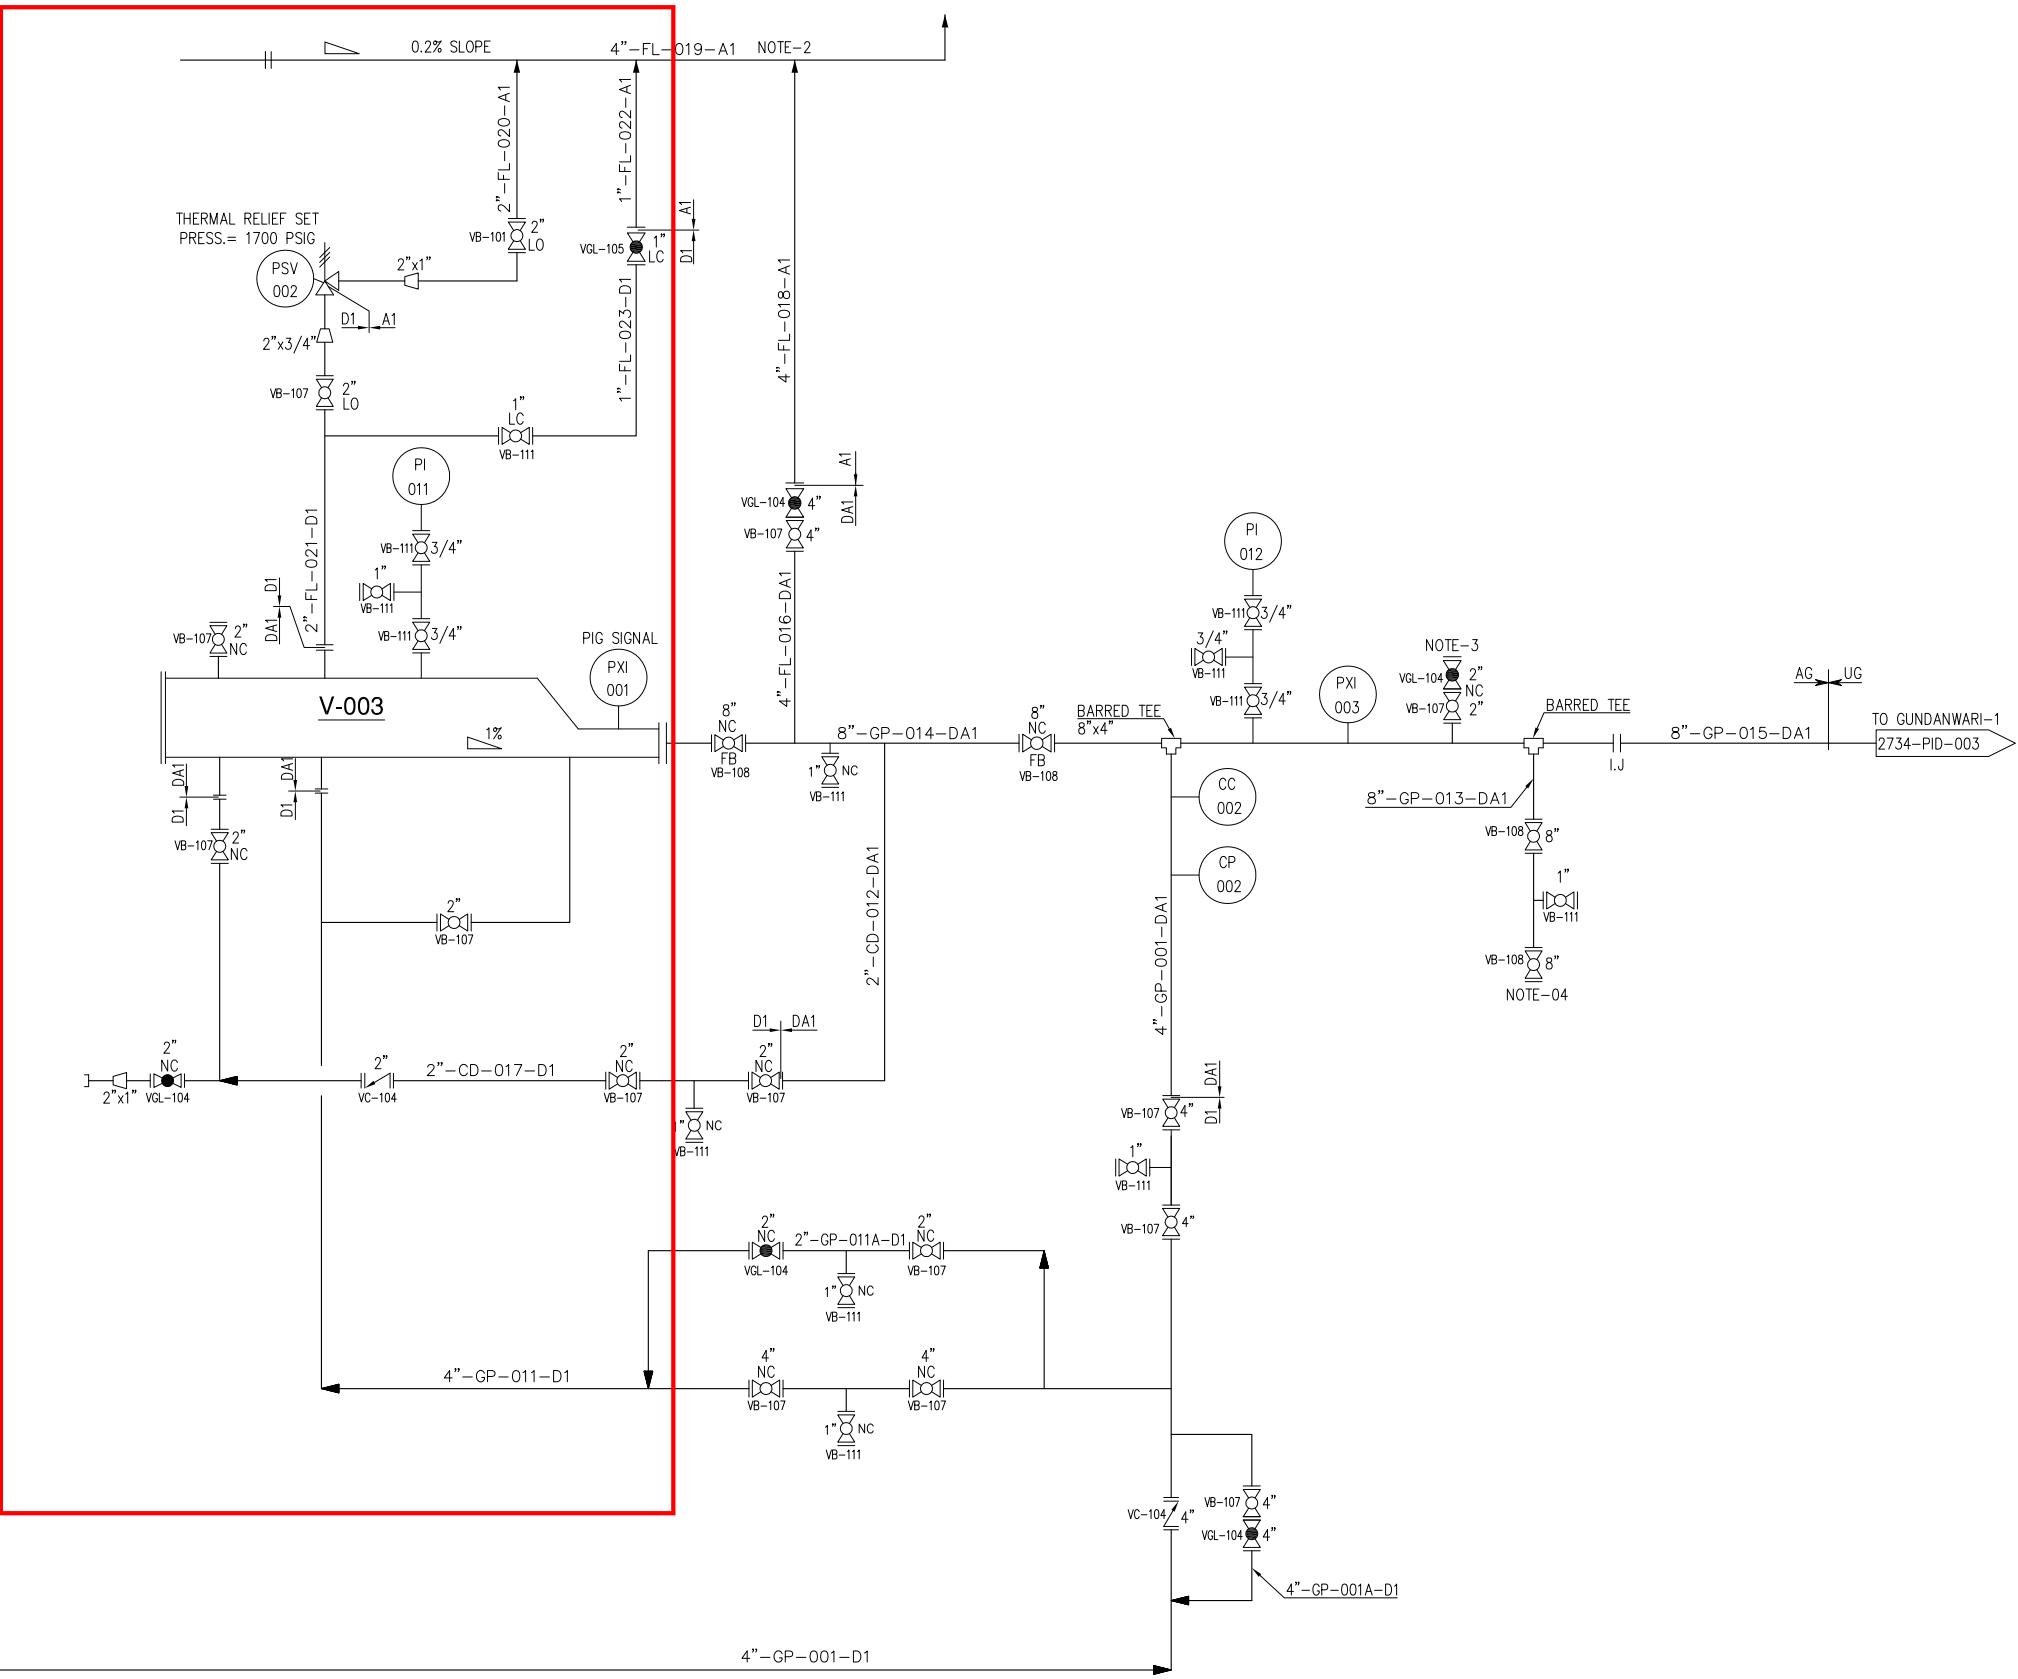 0.2% SLOPE
4"-FL-019-A1
NOTE-2
2"-FL-020-A1
1"-FL-022-A1
THERMAL RELIEF SET
PRESS.= 1700 PSIG
PSV
002
2"x1"
VB-101
2"
LO
VGL-105
1"
LC
A1
D1
D1
A1
2"x3/4"
VB-107
2"
LO
1"-FL-023-D1
4"-FL-018-A1
1"
LC
VB-111
PI
011
VB-111
3/4"
1"
VB-111
VB-111
3/4"
2"-FL-021-D1
D1
DA1
VB-107
2"
NC
V-003
1%
PIG SIGNAL
PXI
001
A1
DA1
VGL-104
4"
VB-107
4"
4"-FL-016-DA1
8"
NC
FB
VB-108
8"-GP-014-DA1
1"
NC
VB-111
8"
NC
FB
VB-108
BARRED TEE
8"x4"
PI
012
VB-111
3/4"
3/4"
VB-111
VB-111
3/4"
PXI
003
NOTE-3
VGL-104
2"
NC
VB-107
2"
BARRED TEE
I.J
8"-GP-015-DA1
AG
UG
TO GUNDANWARI-1
2734-PID-003
DA1
D1
DA1
D1
VB-107
2"
NC
2"
VB-107
2"-CD-012-DA1
CC
002
CP
002
4"-GP-001-DA1
8"-GP-013-DA1
VB-108
8"
1"
VB-111
VB-108
8"
NOTE-04
2"x1"
2"
NC
VGL-104
2"
VC-104
2"-CD-017-D1
2"
NC
VB-107
D1
DA1
2"
NC
VB-107
1"
NC
VB-111
VB-107
4"
DA1
D1
1"
VB-111
VB-107
4"
2"
NC
VGL-104
2"-GP-011A-D1
2"
NC
VB-107
1"
NC
VB-111
4"-GP-011-D1
4"
NC
VB-107
4"
NC
VB-107
1"
NC
VB-111
VC-104
4"
VB-107
4"
VGL-104
4"
4"-GP-001A-D1
4"-GP-001-D1